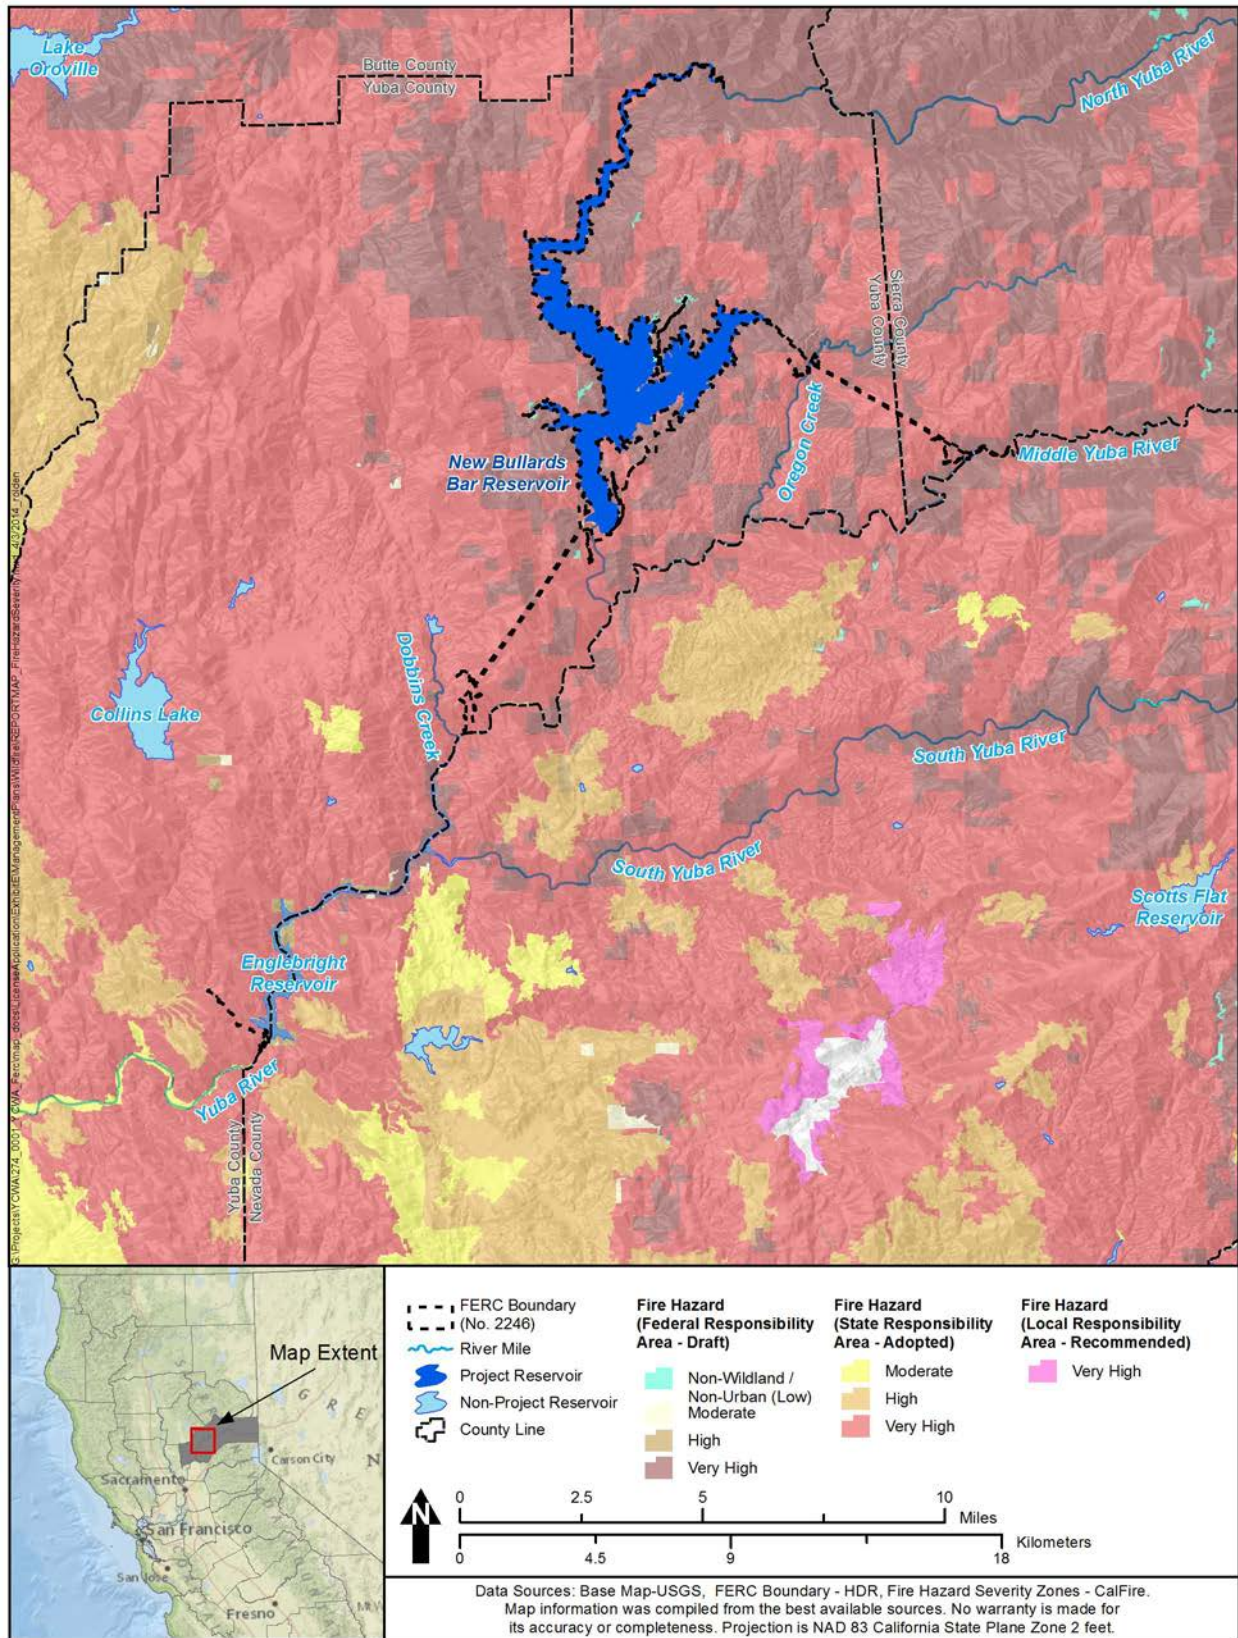 Lake
Oroville
Butte County
Yuba County
North Yuba River
Sierra County
Yuba County
Oregon Creek
Middle Yuba River
New Bullards
Bar Reservoir
Dobbins Creek
Collins Lake
South Yuba River
South Yuba River
Scotts Flat
Reservoir
Englebright
Reservoir
Yuba River
Yuba County
Nevada County
Map Extent
Sacramento
Carson City
San Francisco
San Jose
Fresno
FERC Boundary
(No. 2246)
River Mile
Project Reservoir
Non-Project Reservoir
County Line
Fire Hazard
(Federal Responsibility
Area - Draft)
Non-Wildland /
Non-Urban (Low)
Moderate
High
Very High
Fire Hazard
(State Responsibility
Area - Adopted)
Moderate
High
Very High
Fire Hazard
(Local Responsibility
Area - Recommended)
Very High
N
0 2.5 5 10
Miles
Kilometers
0 4.5 9 18
Data Sources: Base Map-USGS, FERC Boundary - HDR, Fire Hazard Severity Zones - CalFire.
Map information was compiled from the best available sources. No warranty is made for
its accuracy or completeness. Projection is NAD 83 California State Plane Zone 2 feet.